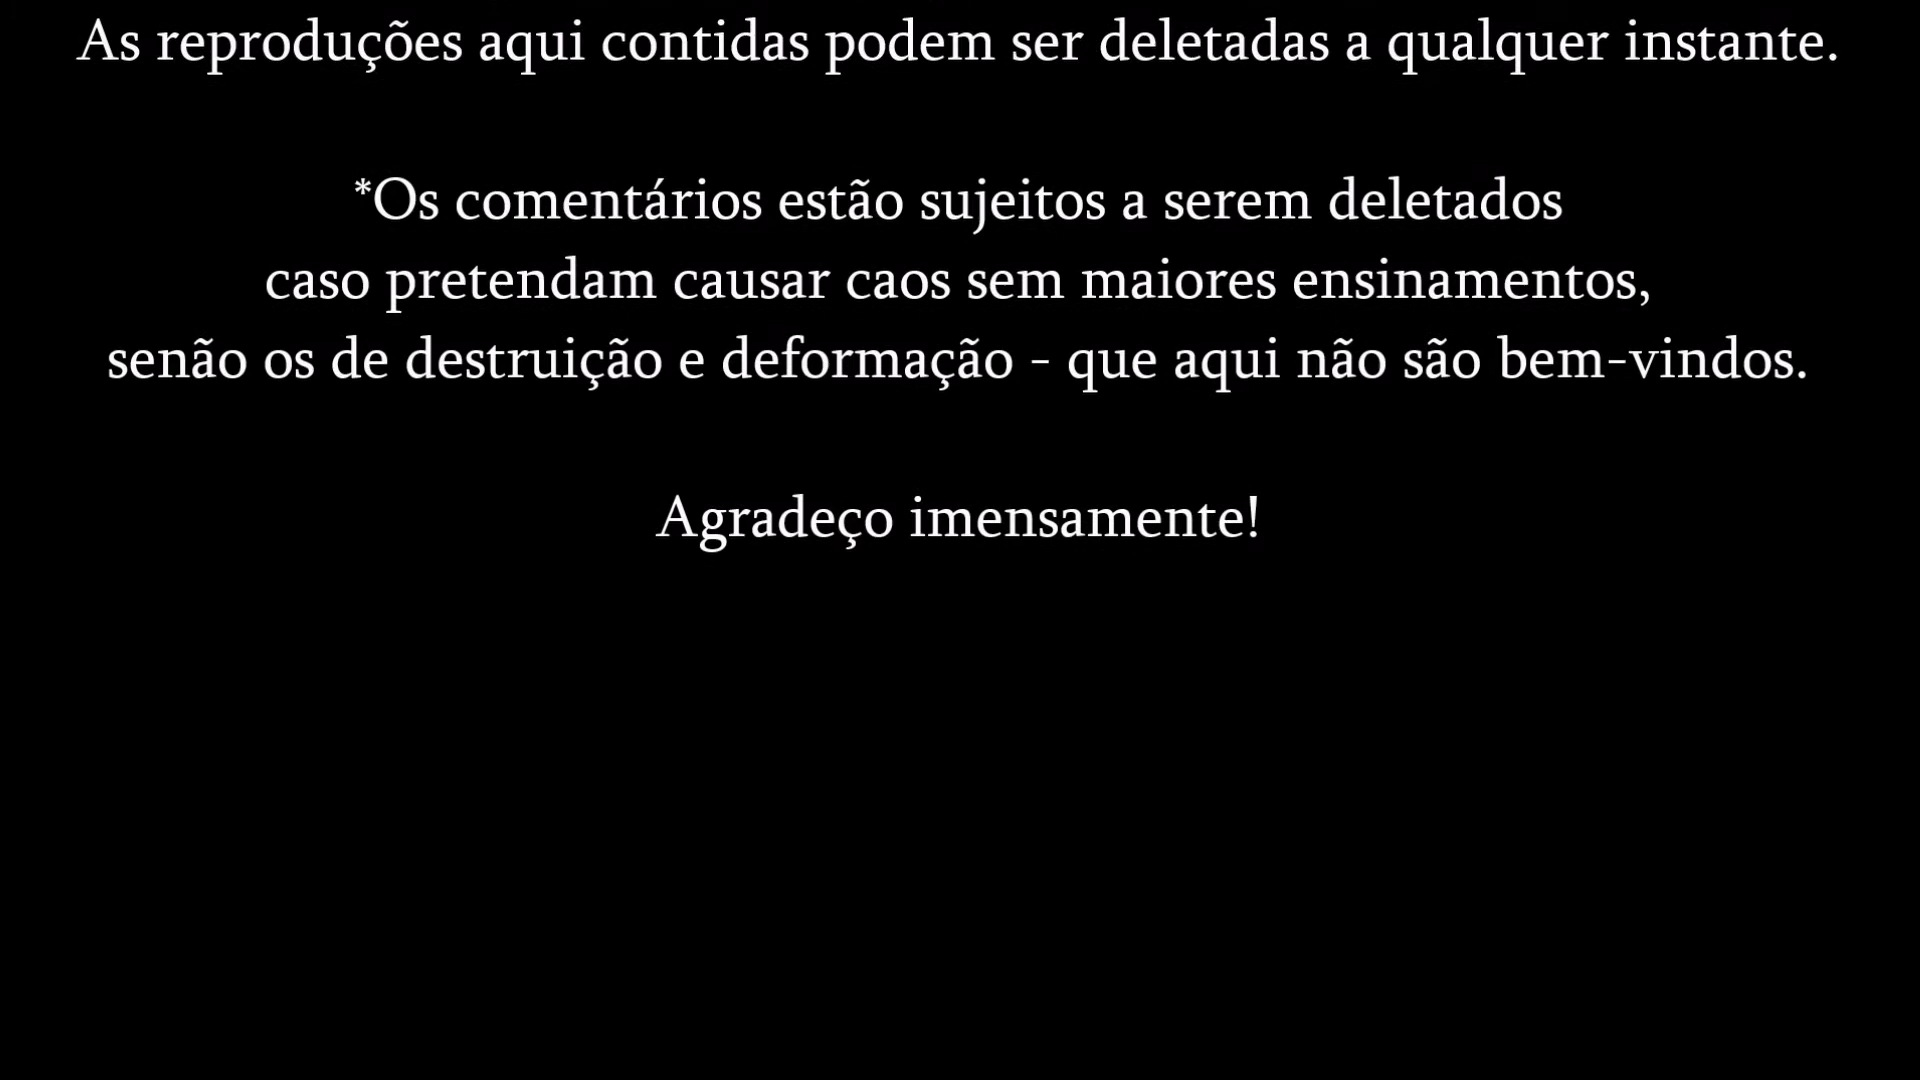 As reproduções aqui contidas podem ser deletadas a qualquer instante.
*Os comentários estão sujeitos a serem deletados
caso pretendam causar caos sem maiores ensinamentos,
senão os de destruição e deformação - que aqui não são bem-vindos.
Agradeço imensamente!